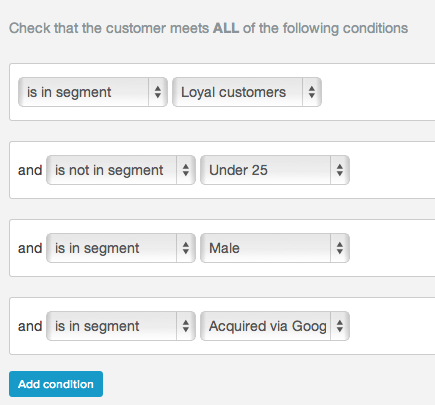 Check that the customer meets ALL of the following conditions
is in segment Loyal customers
and is not in segment Under 25
and is in segment Male
and is in segment Acquired via Goog
Add condition